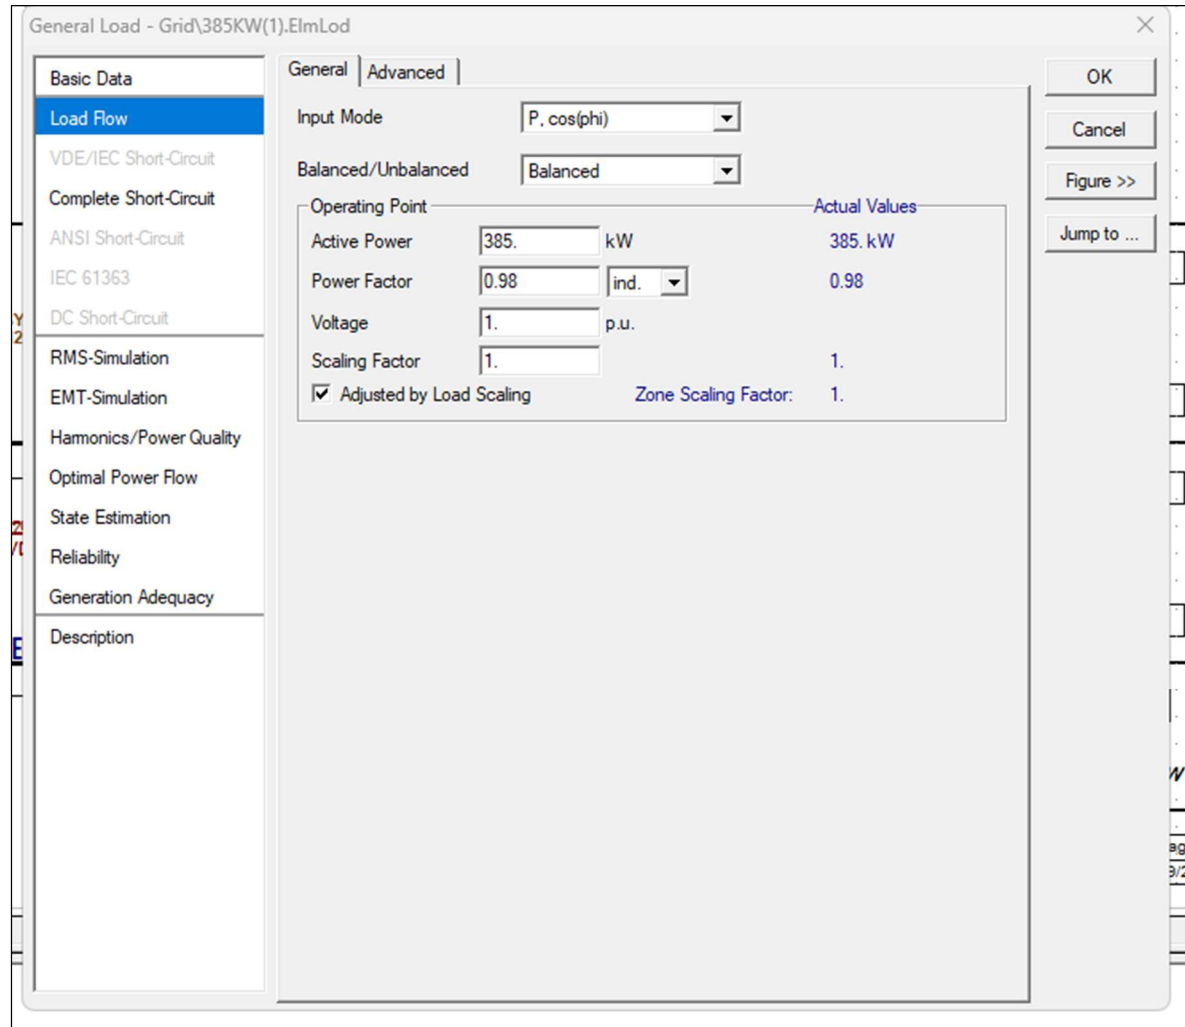 General Load - Grid\385KW(1).ElmLod
Basic Data
Load Flow
VDE/IEC Short-Circuit
Complete Short-Circuit
ANSI Short-Circuit
IEC 61363
DC Short-Circuit
RMS-Simulation
EMT-Simulation
Harmonics/Power Quality
Optimal Power Flow
State Estimation
Reliability
Generation Adequacy
Description
General Advanced
Input Mode P, cos(phi)
Balanced/Unbalanced Balanced
Operating Point Actual Values
Active Power 385. kW 385. kW
Power Factor 0.98 ind. 0.98
Voltage 1. p.u.
Scaling Factor 1. 1.
Adjusted by Load Scaling Zone Scaling Factor: 1.
OK
Cancel
Figure >>
Jump to ...